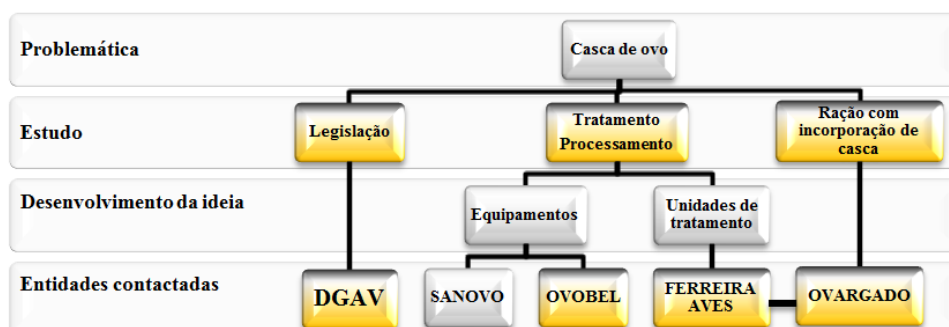 Problemática
Casca de ovo
Estudo
Legislação
Tratamento
Processamento
Ração com
incorporação de
casca
Desenvolvimento da ideia
Equipamentos
Unidades de
tratamento
Entidades contactadas
DGAV
SANOVO
OVOBEL
FERREIRA
AVES
OVARGADO